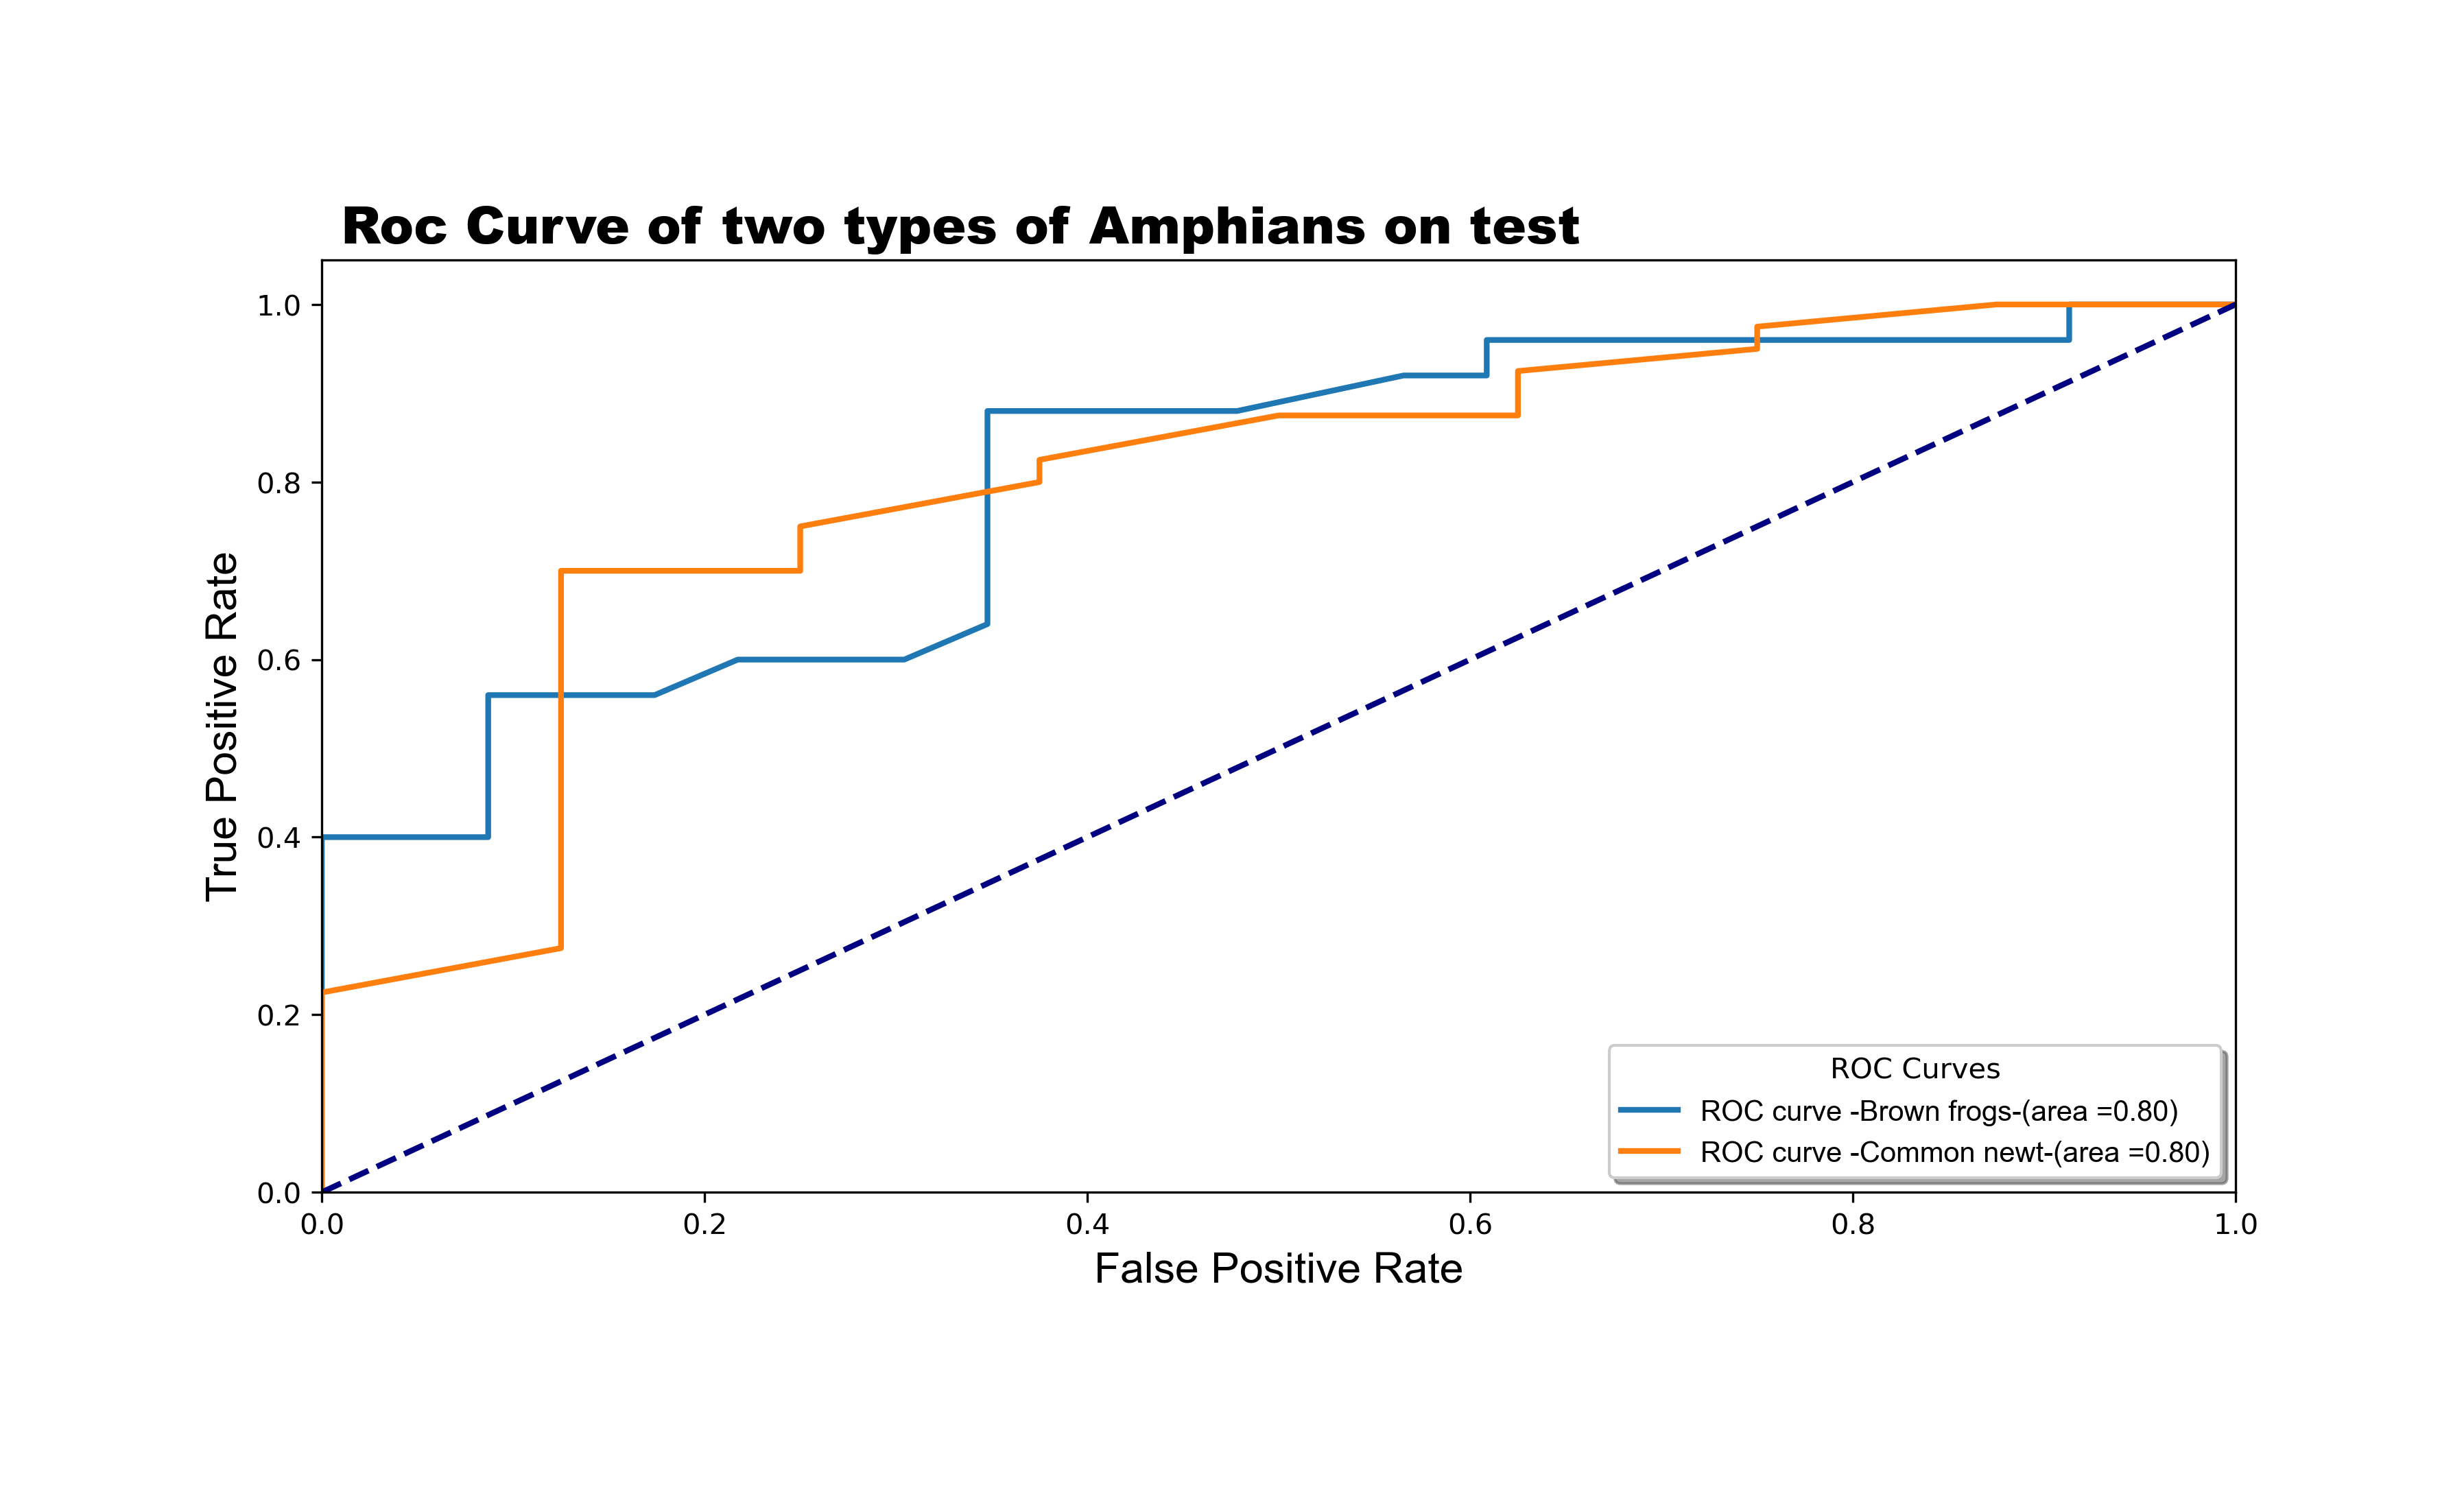 Roc Curve of two types of Amphians on test
1.0
0.8
0.6
0.4
0.2
0.0
True Positive Rate
0.0 0.2 0.4 0.6 0.8 1.0
False Positive Rate
ROC Curves
ROC curve -Brown frogs-(area =0.80)
ROC curve -Common newt-(area =0.80)